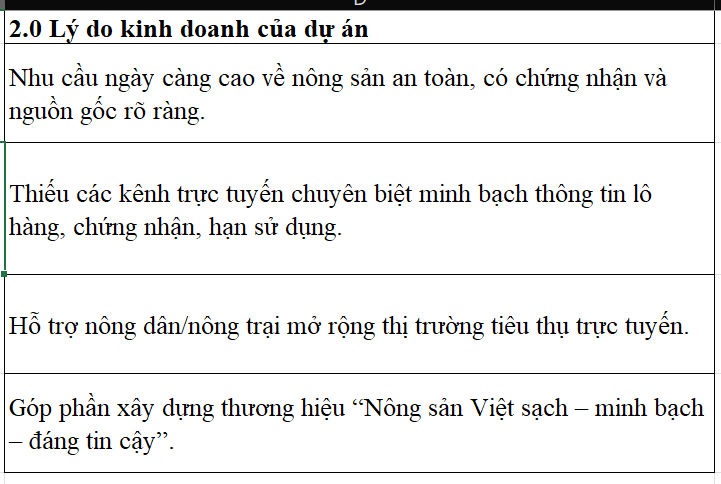 2.0 Lý do kinh doanh của dự án
Nhu cầu ngày càng cao về nông sản an toàn, có chứng nhận và
nguồn gốc rõ ràng.
Thiếu các kênh trực tuyến chuyên biệt minh bạch thông tin lô
hàng, chứng nhận, hạn sử dụng.
Hỗ trợ nông dân/nông trại mở rộng thị trường tiêu thụ trực tuyến.
Góp phần xây dựng thương hiệu “Nông sản Việt sạch – minh bạch
– đáng tin cậy”.